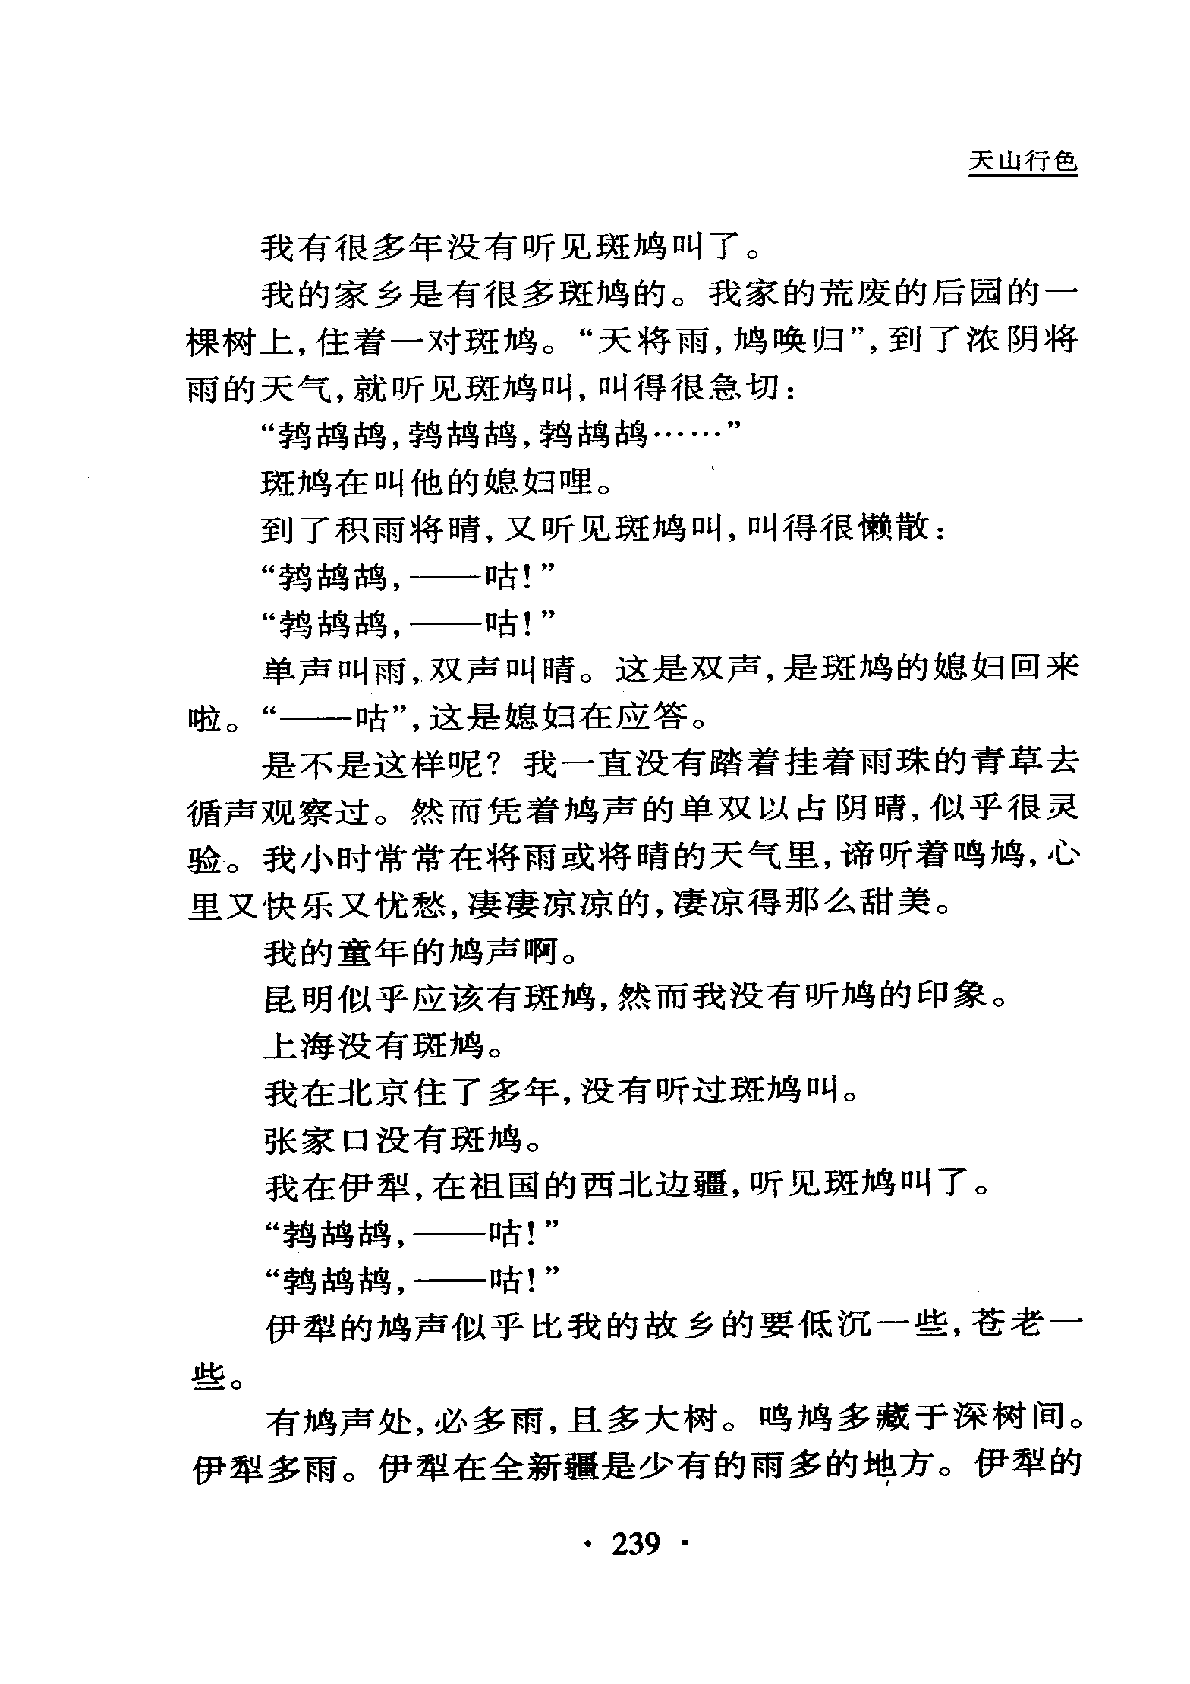 天山行色
我有很多年没有听见斑鸠叫了。
我的家乡是有很多斑鸠的。我家的荒废的后园的一
棵树上,住着一对斑鸠。“天将雨,鸠唤归”,到了浓阴将
雨的天气,就听见斑鸠叫,叫得很急切:
“鹁鸪鸪,鹁鸪鸪,鹁鸪鸪……”
斑鸠在叫他的媳妇哩。
到了积雨将晴,又听见斑鸠叫,叫得很懒散:
“鹁鸪鸪,——咕!”
“鹁鸪鸪,——咕!”
单声叫雨,双声叫晴。这是双声,是斑鸠的媳妇回来
啦。“——咕”,这是媳妇在应答。
是不是这样呢?我一直没有踏着挂着雨珠的青草去
循声观察过。然而凭着鸠声的单双以占阴晴,似乎很灵
验。我小时常常在将雨或将晴的天气里,谛听着鸣鸠,心
里又快乐又忧愁,凄凄凉凉的,凄凉得那么甜美。
我的童年的鸠声啊。
昆明似乎应该有斑鸠,然而我没有听鸠的印象。
上海没有斑鸠。
我在北京住了多年,没有听过斑鸠叫。
张家口没有斑鸠。
我在伊犁,在祖国的西北边疆,听见斑鸠叫了。
“鹁鸪鸪,——咕!”
“鹁鸪鸪,——咕!”
伊犁的鸠声似乎比我的故乡的要低沉一些,苍老一
些。
有鸠声处,必多雨,且多大树。鸣鸠多藏于深树间。
伊犁多雨。伊犁在全新疆是少有的雨多的地方。伊犁的
· 239 ·